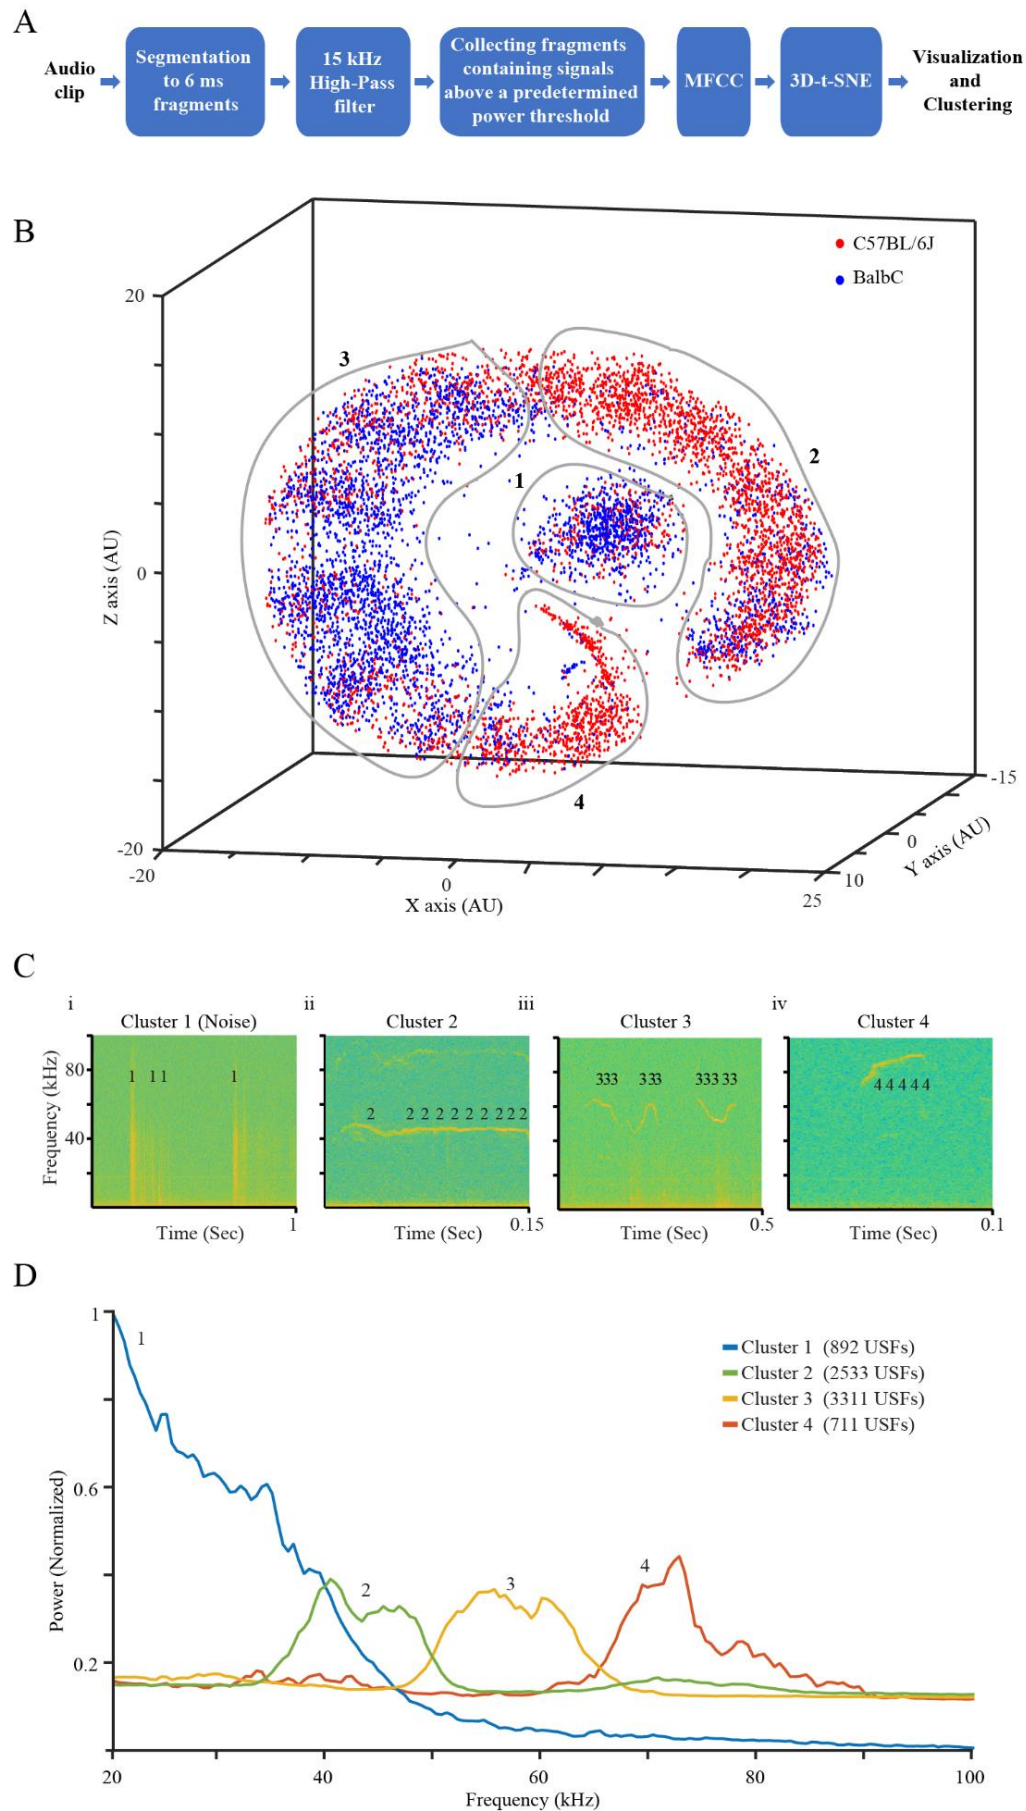 A
Audio
clip
Segmentation
to 6 ms
fragments
15 kHz
High-Pass
filter
Collecting fragments
containing signals
above a predetermined
power threshold
MFCC
3D-t-SNE
Visualization
and
Clustering
B
C57BL/6J
BalbC
20
3
2
1
Z axis (AU)
0
4
-20
-20
0
X axis (AU)
25
10
0
-15
Y axis (AU)
C
i
ii
iii
iv
Cluster 1 (Noise)
Cluster 2
Cluster 3
Cluster 4
Frequency (kHz)
80
40
1 1 1 1
2 2 2 2 2 2 2 2 2 2
333 3 33 333 33
4 4 4 4 4
Time (Sec)
1
Time (Sec)
0.15
Time (Sec)
0.5
Time (Sec)
0.1
D
1
1
Cluster 1 (892 USFs)
Cluster 2 (2533 USFs)
Cluster 3 (3311 USFs)
Cluster 4 (711 USFs)
Power (Normalized)
0.6
2
3
4
0.2
20
40
60
80
100
Frequency (kHz)